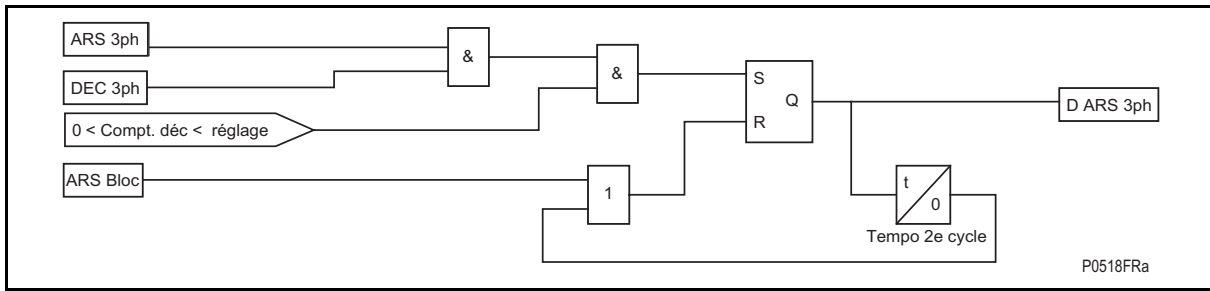 ARS 3ph
&
DEC 3ph
&
S
Q
R
D ARS 3ph
0 < Compt. déc < réglage
ARS Bloc
1
t
0
Tempo 2e cycle
P0518FRa